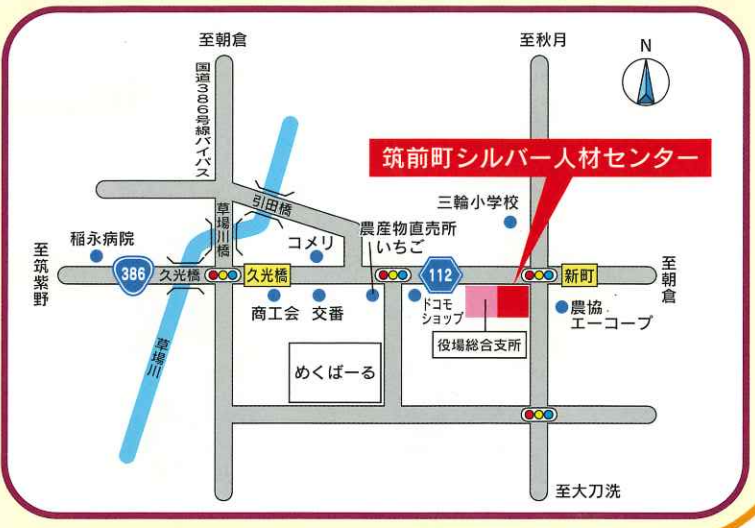 至朝倉
至秋月
N
国道386号線バイパス
筑前町シルバー人材センター
引田橋
三輪小学校
草場川橋
農産物直売所
いちご
稲永病院
コメリ
至筑紫野
386
久光橋
久光橋
112
新町
至朝倉
商工会
交番
ドコモ
ショップ
農協
エーコープ
役場総合支所
草場川
めくばーる
至大刀洗